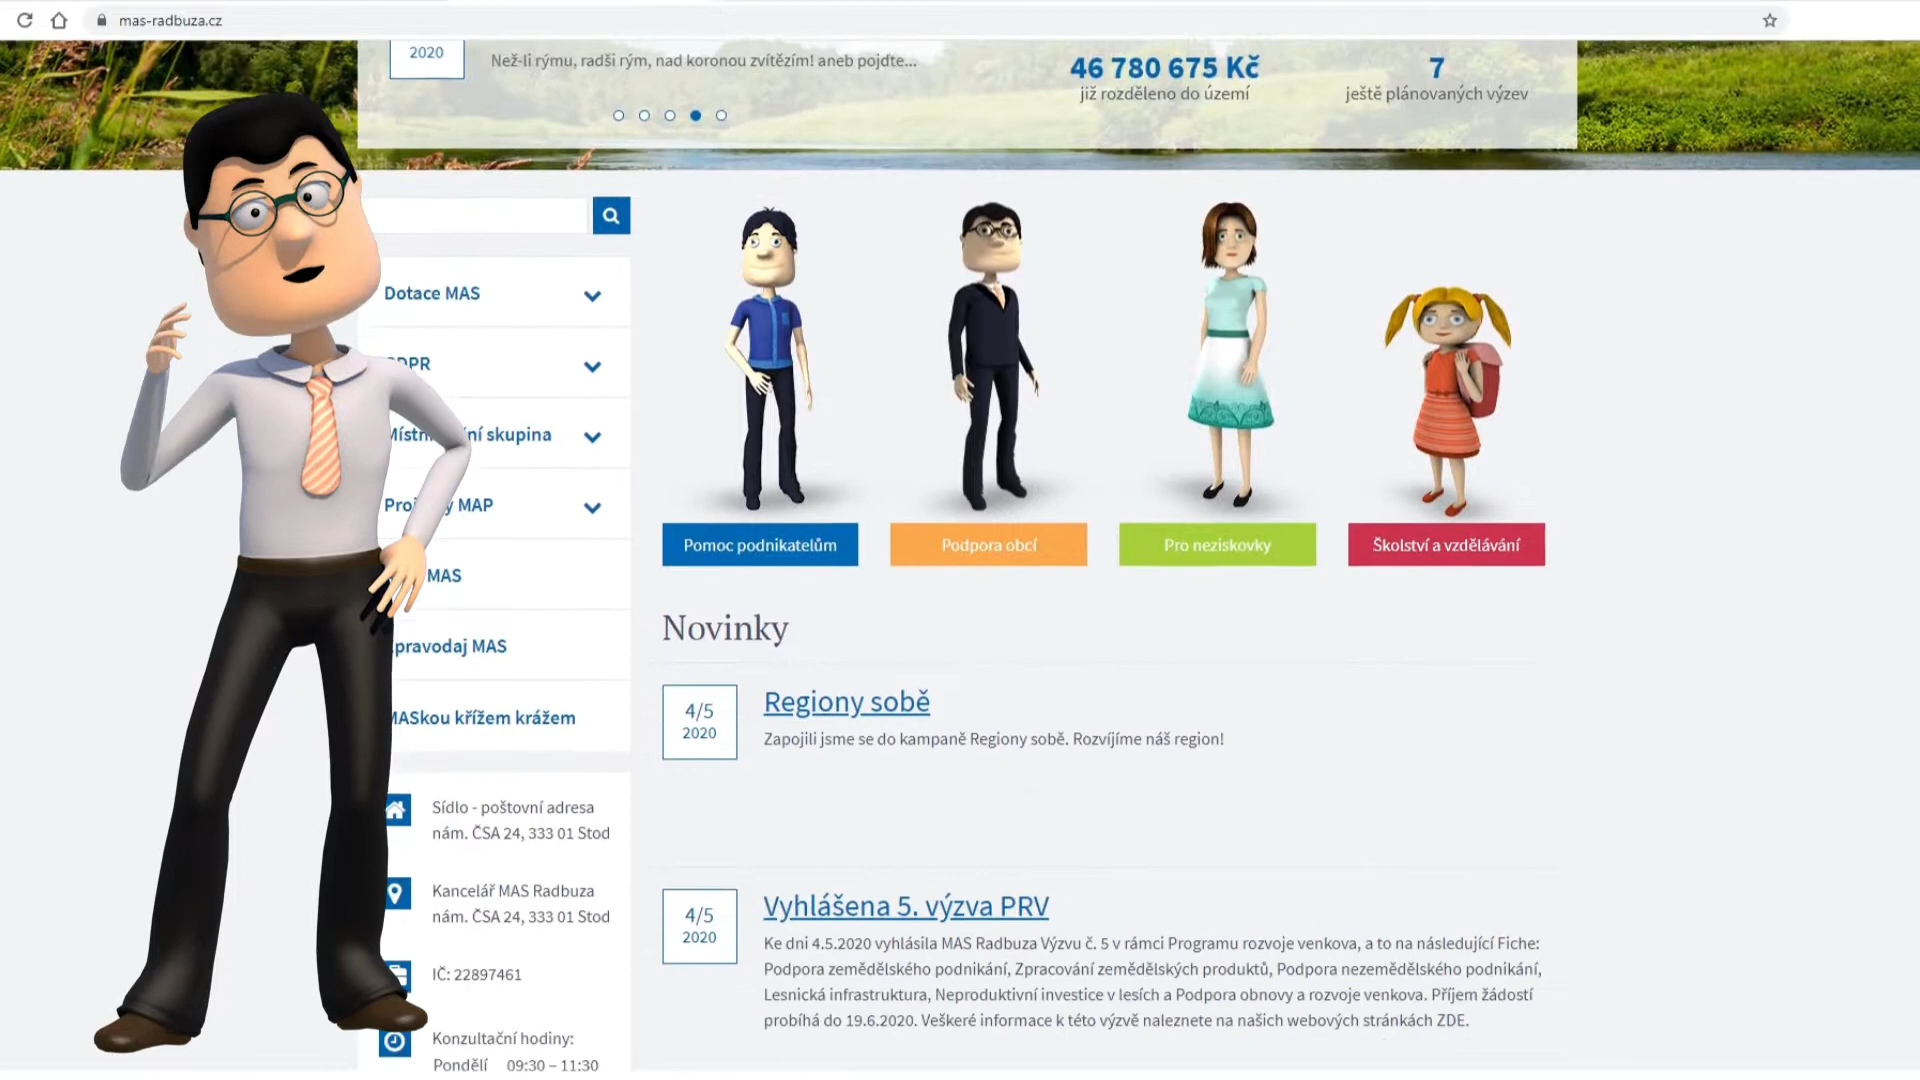 mas-radbuza.cz
2020
Než-li rýmu, radši rým, nad koronou zvítězím! aneb pojďte...
46 780 675 Kč
již rozděleno do území
7
ještě plánovaných výzev
Dotace MAS
DPR
Místn ní skupina
Pro y MAP
MAS
pravodaj MAS
MASkou křížem krážem
Pomoc podnikatelům
Podpora obcí
Pro neziskovky
Školství a vzdělávání
Novinky
4/5
2020
Regiony sobě
Zapojili jsme se do kampaně Regiony sobě. Rozvíjíme náš region!
Sídlo - poštovní adresa
nám. ČSA 24, 333 01 Stod
Kancelář MAS Radbuza
nám. ČSA 24, 333 01 Stod
IČ: 22897461
Konzultační hodiny:
Pondělí 09:30 – 11:30
4/5
2020
Vyhlášena 5. výzva PRV
Ke dni 4.5.2020 vyhlásila MAS Radbuza Výzvu č. 5 v rámci Programu rozvoje venkova, a to na následující Fiche:
Podpora zemědělského podnikání, Zpracování zemědělských produktů, Podpora nezemědělského podnikání,
Lesnická infrastruktura, Neproduktivní investice v lesích a Podpora obnovy a rozvoje venkova. Příjem žádostí
probíhá do 19.6.2020. Veškeré informace k této výzvě naleznete na našich webových stránkách ZDE.